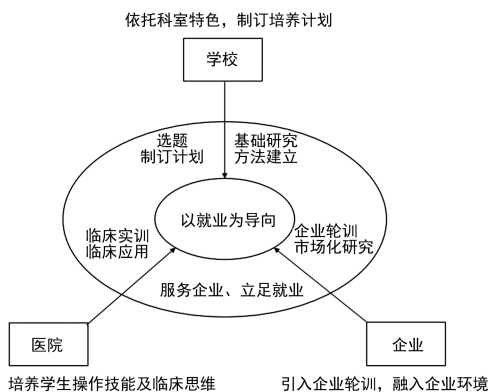 依托科室特色，制订培养计划
学校
选题
制订计划
基础研究
方法建立
以就业为导向
临床实训
临床应用
企业轮训
市场化研究
服务企业、立足就业
医院
企业
培养学生操作技能及临床思维
引入企业轮训，融入企业环境